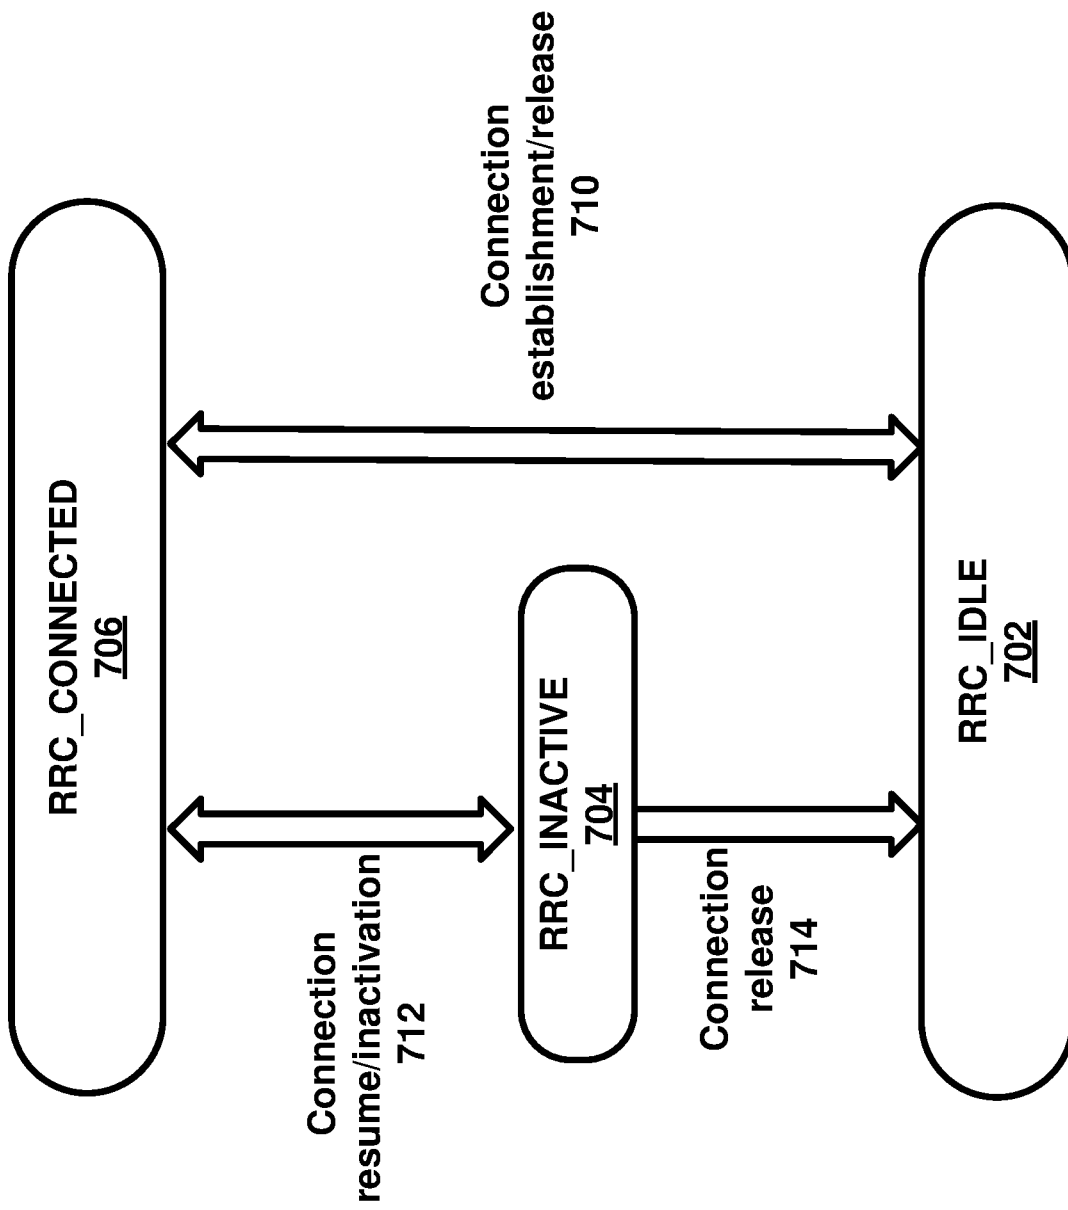 RRC_CONNECTED
706
Connection
resume/inactivation
712
Connection
establishment/release
710
RRC_INACTIVE
704
Connection
release
714
RRC_IDLE
702